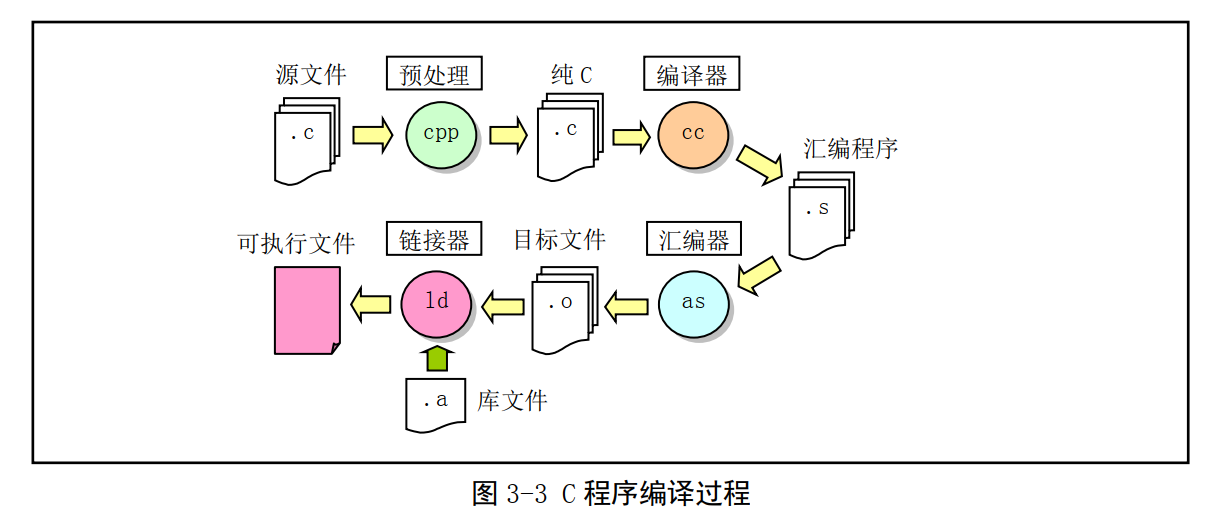 源文件
预处理
纯 C
编译器
.c
cpp
.c
cc
汇编程序
.s
可执行文件
链接器
目标文件
汇编器
ld
.o
as
.a
库文件
图 3-3 C 程序编译过程